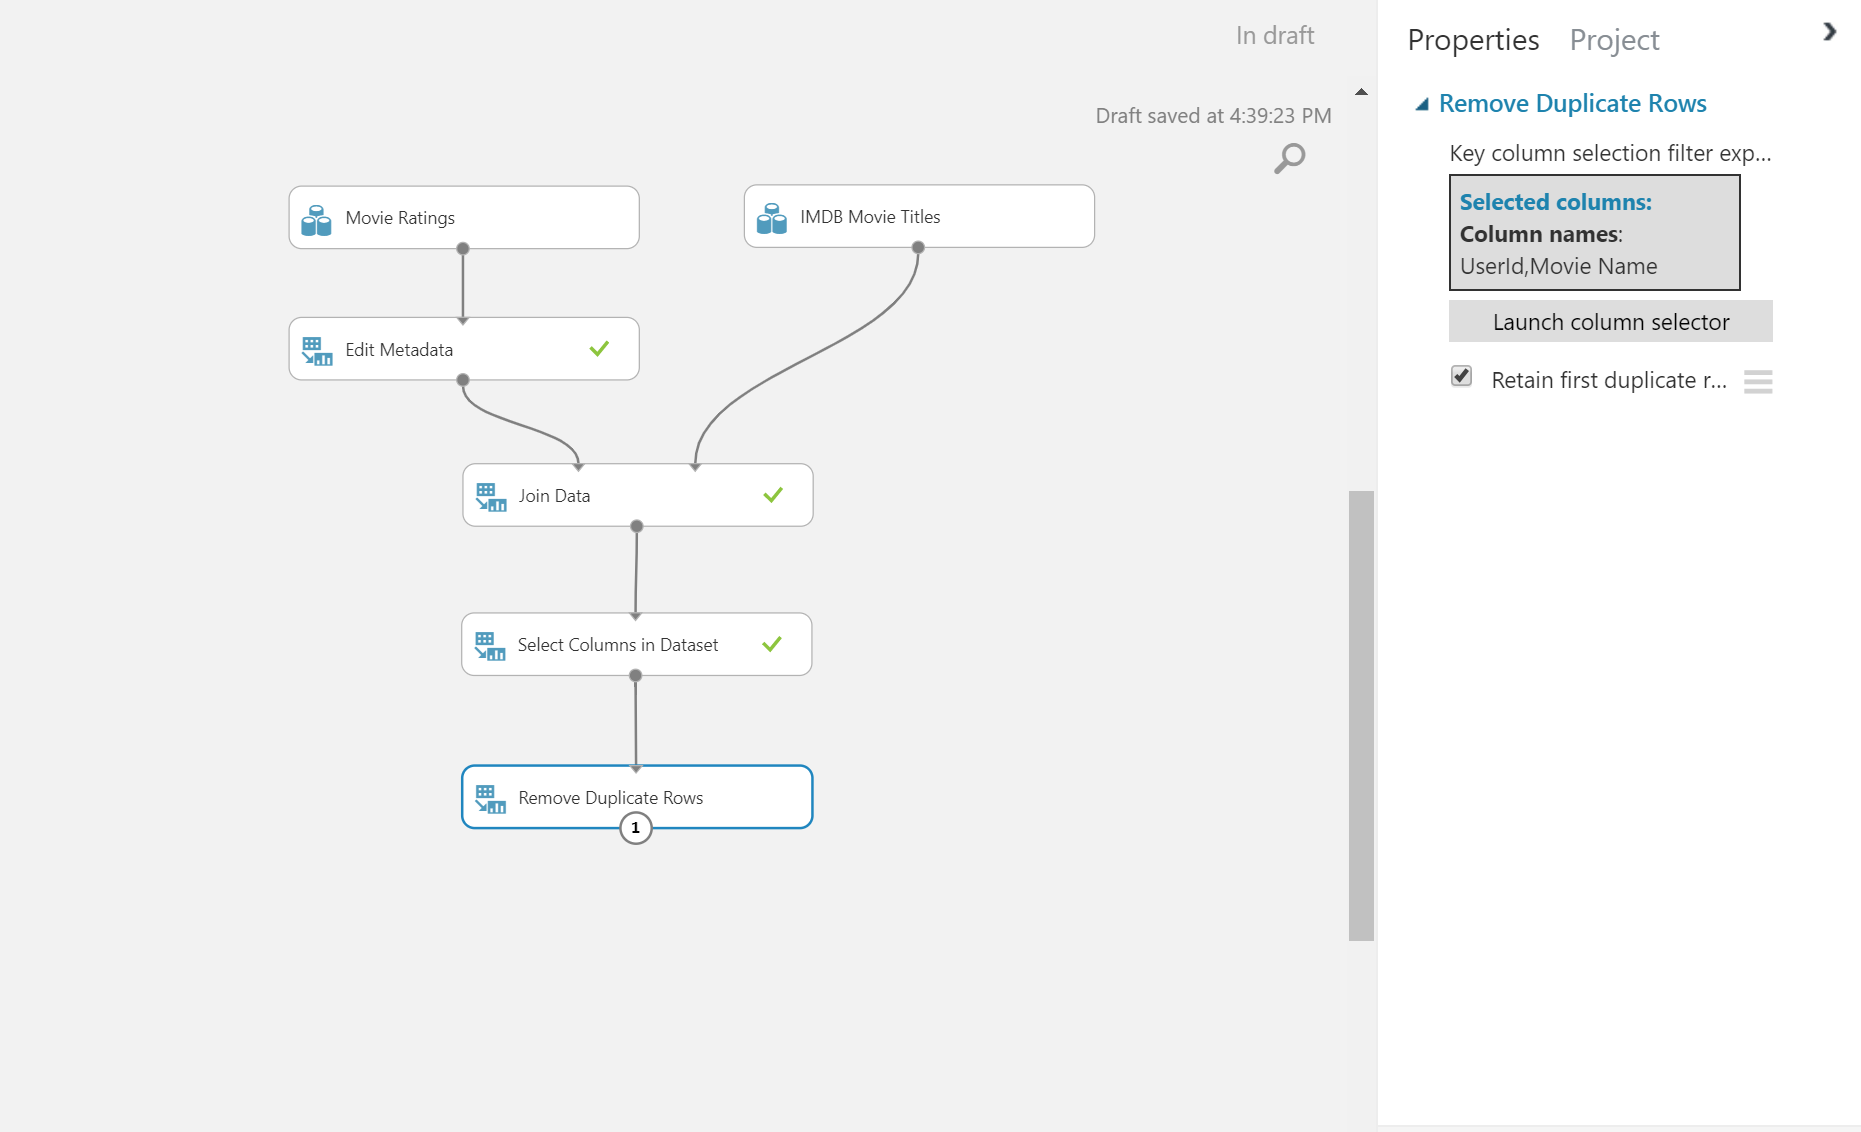 In draft
Draft saved at 4:39:23 PM
Movie Ratings
IMDB Movie Titles
Edit Metadata
Join Data
Select Columns in Dataset
Remove Duplicate Rows
1
Properties Project
Remove Duplicate Rows
Key column selection filter exp...
Selected columns:
Column names:
UserId,Movie Name
Launch column selector
Retain first duplicate r...